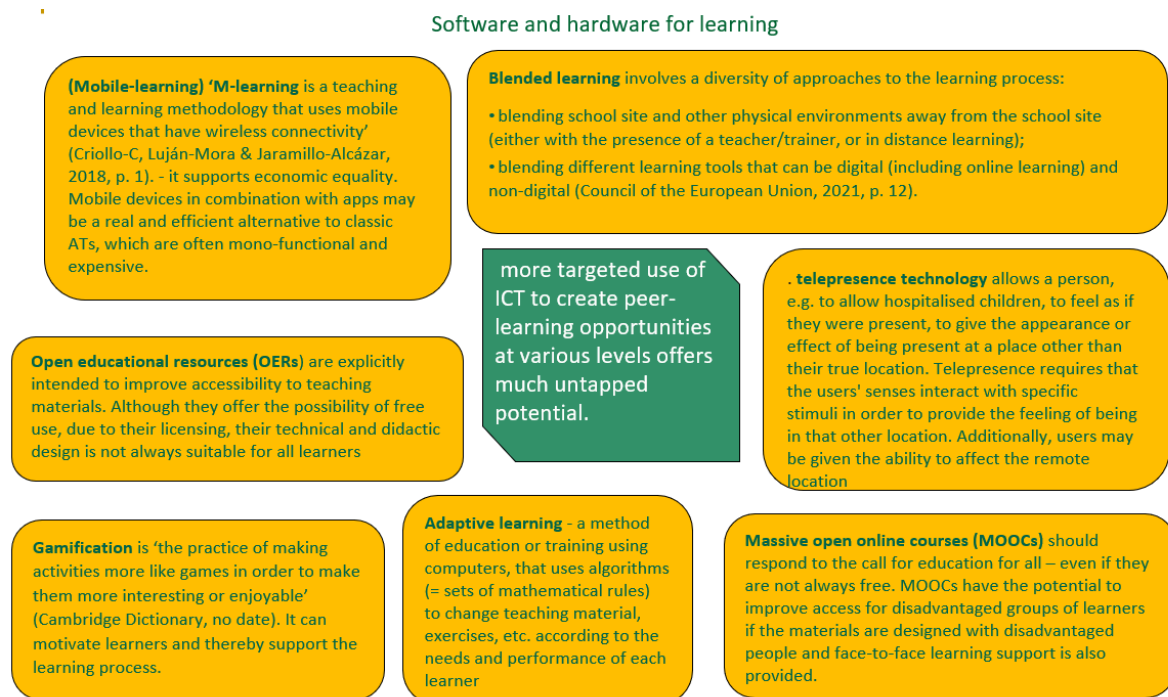 Software and hardware for learning
(Mobile-learning) ‘M-learning is a teaching
and learning methodology that uses mobile
devices that have wireless connectivity’
(Criollo-C, Luján-Mora & Jaramillo-Alcázar,
2018, p. 1). - it supports economic equality.
Mobile devices in combination with apps may
be a real and efficient alternative to classic
ATs, which are often mono-functional and
expensive.
Blended learning involves a diversity of approaches to the learning process:
• blending school site and other physical environments away from the school site
(either with the presence of a teacher/trainer, or in distance learning);
• blending different learning tools that can be digital (including online learning) and
non-digital (Council of the European Union, 2021, p. 12).
more targeted use of
ICT to create peer-
learning opportunities
at various levels offers
much untapped
potential.
. telepresence technology allows a person,
e.g. to allow hospitalised children, to feel as if
they were present, to give the appearance or
effect of being present at a place other than
their true location. Telepresence requires that
the users' senses interact with specific
stimuli in order to provide the feeling of being
in that other location. Additionally, users may
be given the ability to affect the remote
location
Open educational resources (OERs) are explicitly
intended to improve accessibility to teaching
materials. Although they offer the possibility of free
use, due to their licensing, their technical and didactic
design is not always suitable for all learners
Gamification is ‘the practice of making
activities more like games in order to make
them more interesting or enjoyable’
(Cambridge Dictionary, no date). It can
motivate learners and thereby support the
learning process.
Adaptive learning - a method
of education or training using
computers, that uses algorithms
(= sets of mathematical rules)
to change teaching material,
exercises, etc. according to the
needs and performance of each
learner
Massive open online courses (MOOCs) should
respond to the call for education for all – even if they
are not always free. MOOCs have the potential to
improve access for disadvantaged groups of learners
if the materials are designed with disadvantaged
people and face-to-face learning support is also
provided.